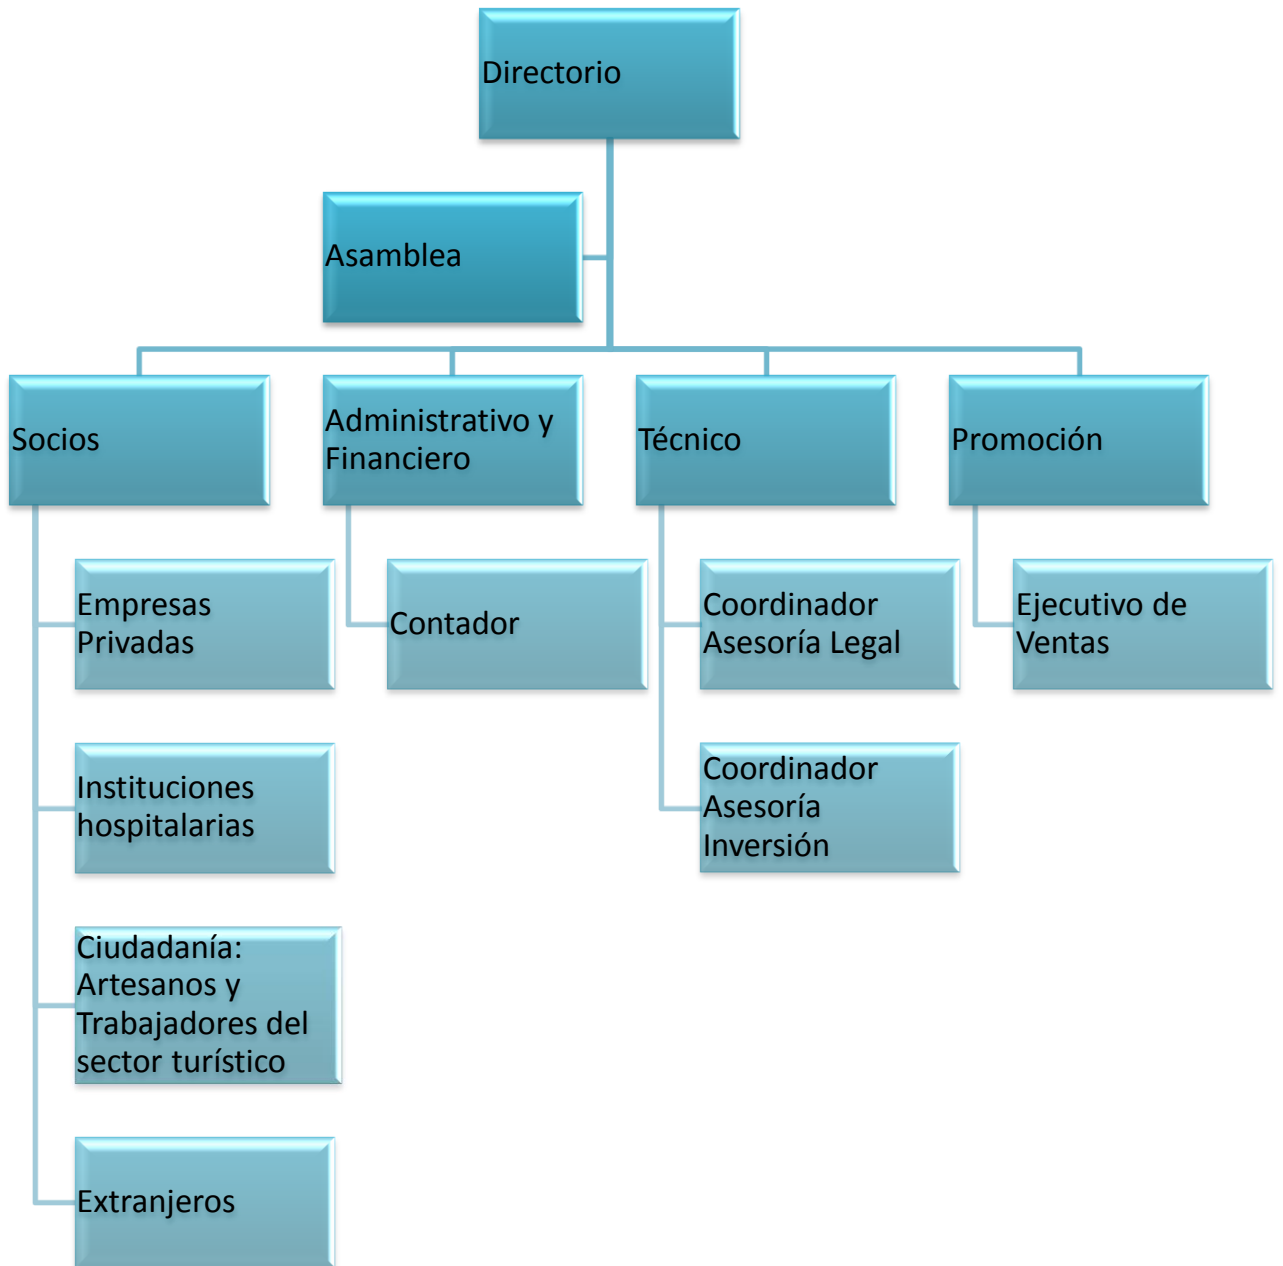 Directorio
Asamblea
Socios
Administrativo y
Financiero
Técnico
Promoción
Empresas
Privadas
Contador
Coordinador
Asesoría Legal
Ejecutivo de
Ventas
Instituciones
hospitalarias
Coordinador
Asesoría
Inversión
Ciudadanía:
Artesanos y
Trabajadores del
sector turístico
Extranjeros